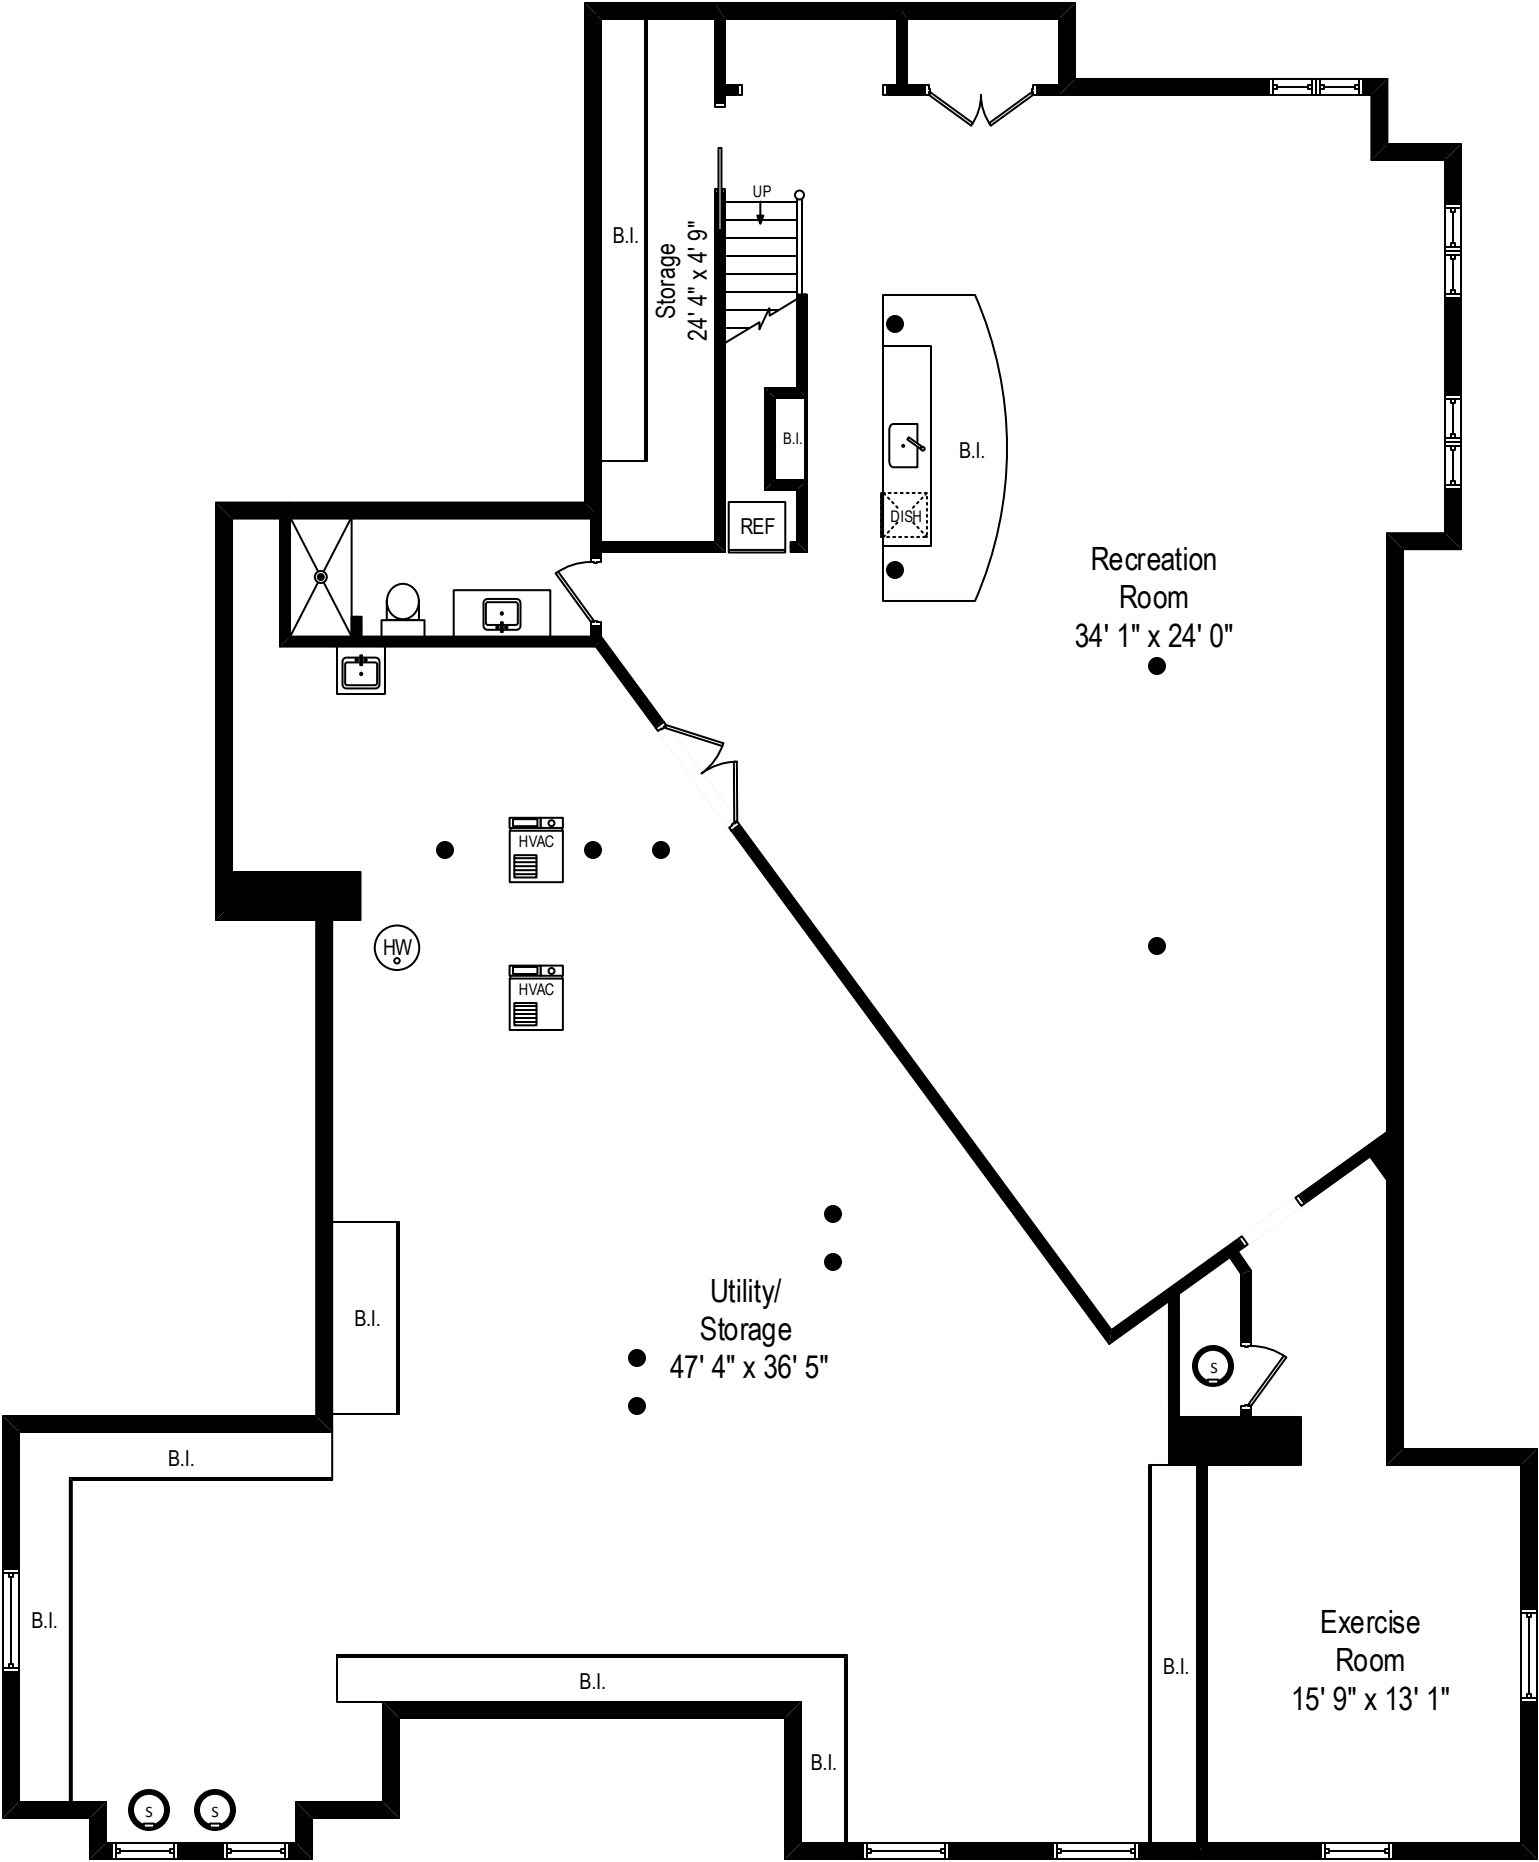 UP
B.I.
Storage
24' 4" x 4' 9"
B.I.
B.I.
DISH
REF
Recreation
Room
34' 1" x 24' 0"
HVAC
HW
HVAC
Utility/
Storage
47' 4" x 36' 5"
B.I.
S
B.I.
B.I.
B.I.
B.I.
B.I.
Exercise
Room
15' 9" x 13' 1"
S
S